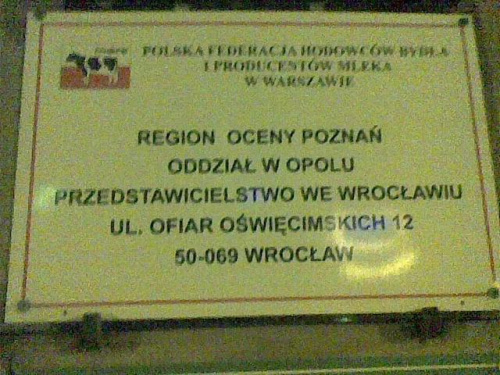 POLSKA FEDERACJA HODOWCÓW BYDŁA
I PRODUCENTÓW MLEKA
W WARSZAWIE
REGION OCENY POZNAŃ
ODDZIAŁ W OPOLU
PRZEDSTAWICIELSTWO WE WROCŁAWIU
UL. OFIAR OŚWIĘCIMSKICH 12
50-069 WROCŁAW